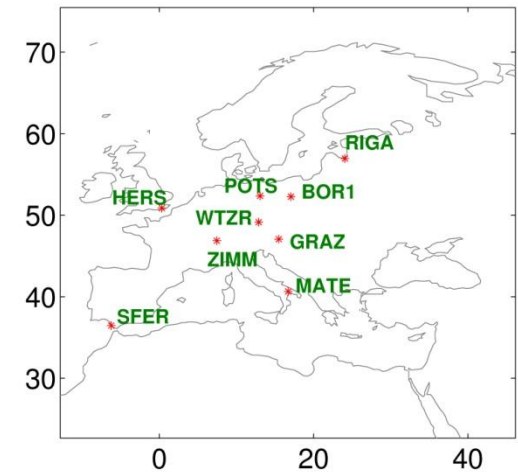 70
60
RIGA
POTS
BOR1
HERS
50
WTZR
GRAZ
ZIMM
40
MATE
SFER
30
0
20
40